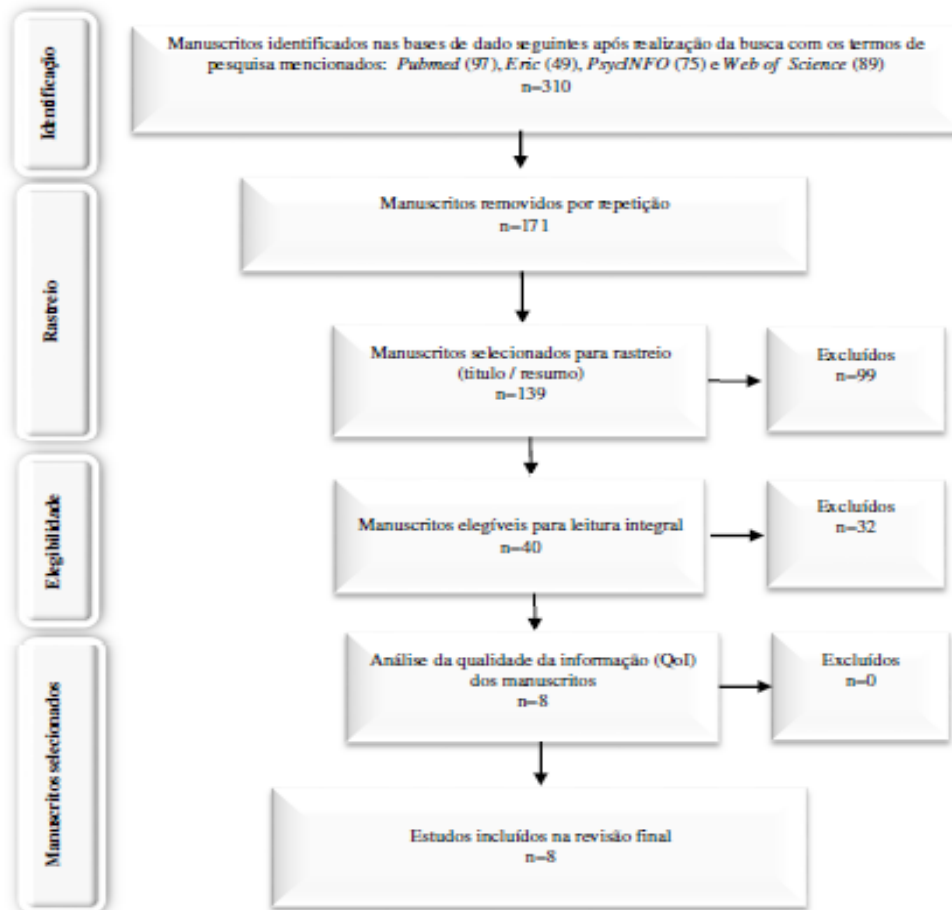 Identificação
Manuscritos identificados nas bases de dado seguintes após realização da busca com os termos de
pesquisa mencionados: Pubmed (97), Eric (49), PsycINFO (75) e Web of Science (89)
n=310
Rastreio
Manuscritos removidos por repetição
n=171
Manuscritos selecionados para rastreio
(titulo / resumo)
n=139
Excluídos
n=99
Elegibilidade
Manuscritos elegíveis para leitura integral
n=40
Excluídos
n=32
Manuscritos selecionados
Análise da qualidade da informação (QoI)
dos manuscritos
n=8
Excluídos
n=0
Estudos incluídos na revisão final
n=8